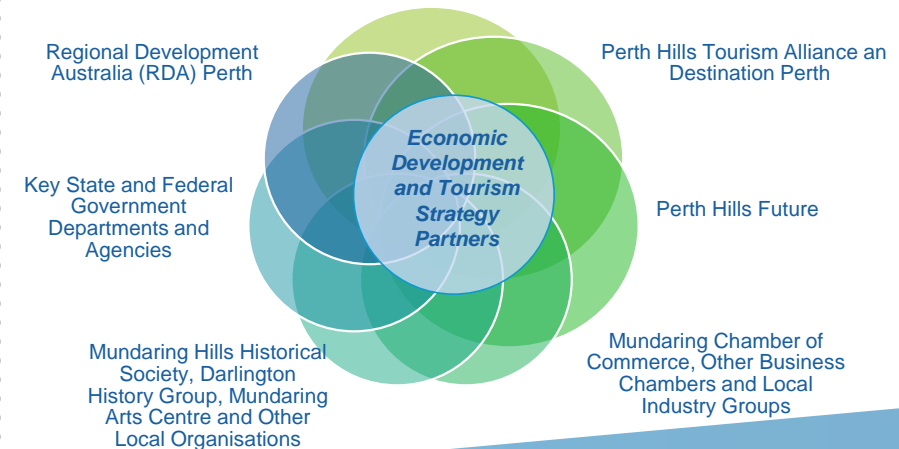 Regional Development
Australia (RDA) Perth
Perth Hills Tourism Alliance an
Destination Perth
Economic
Development
and Tourism
Strategy
Partners
Key State and Federal
Government
Departments and
Agencies
Perth Hills Future
Mundaring Hills Historical
Society, Darlington
History Group, Mundaring
Arts Centre and Other
Local Organisations
Mundaring Chamber of
Commerce, Other Business
Chambers and Local
Industry Groups